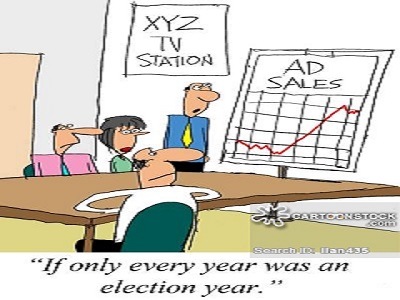 XYZ
TV
STATION
AD
SALES
CARTOONSTOCK
.com
Search ID: llan435
"If only every year was an
election year."